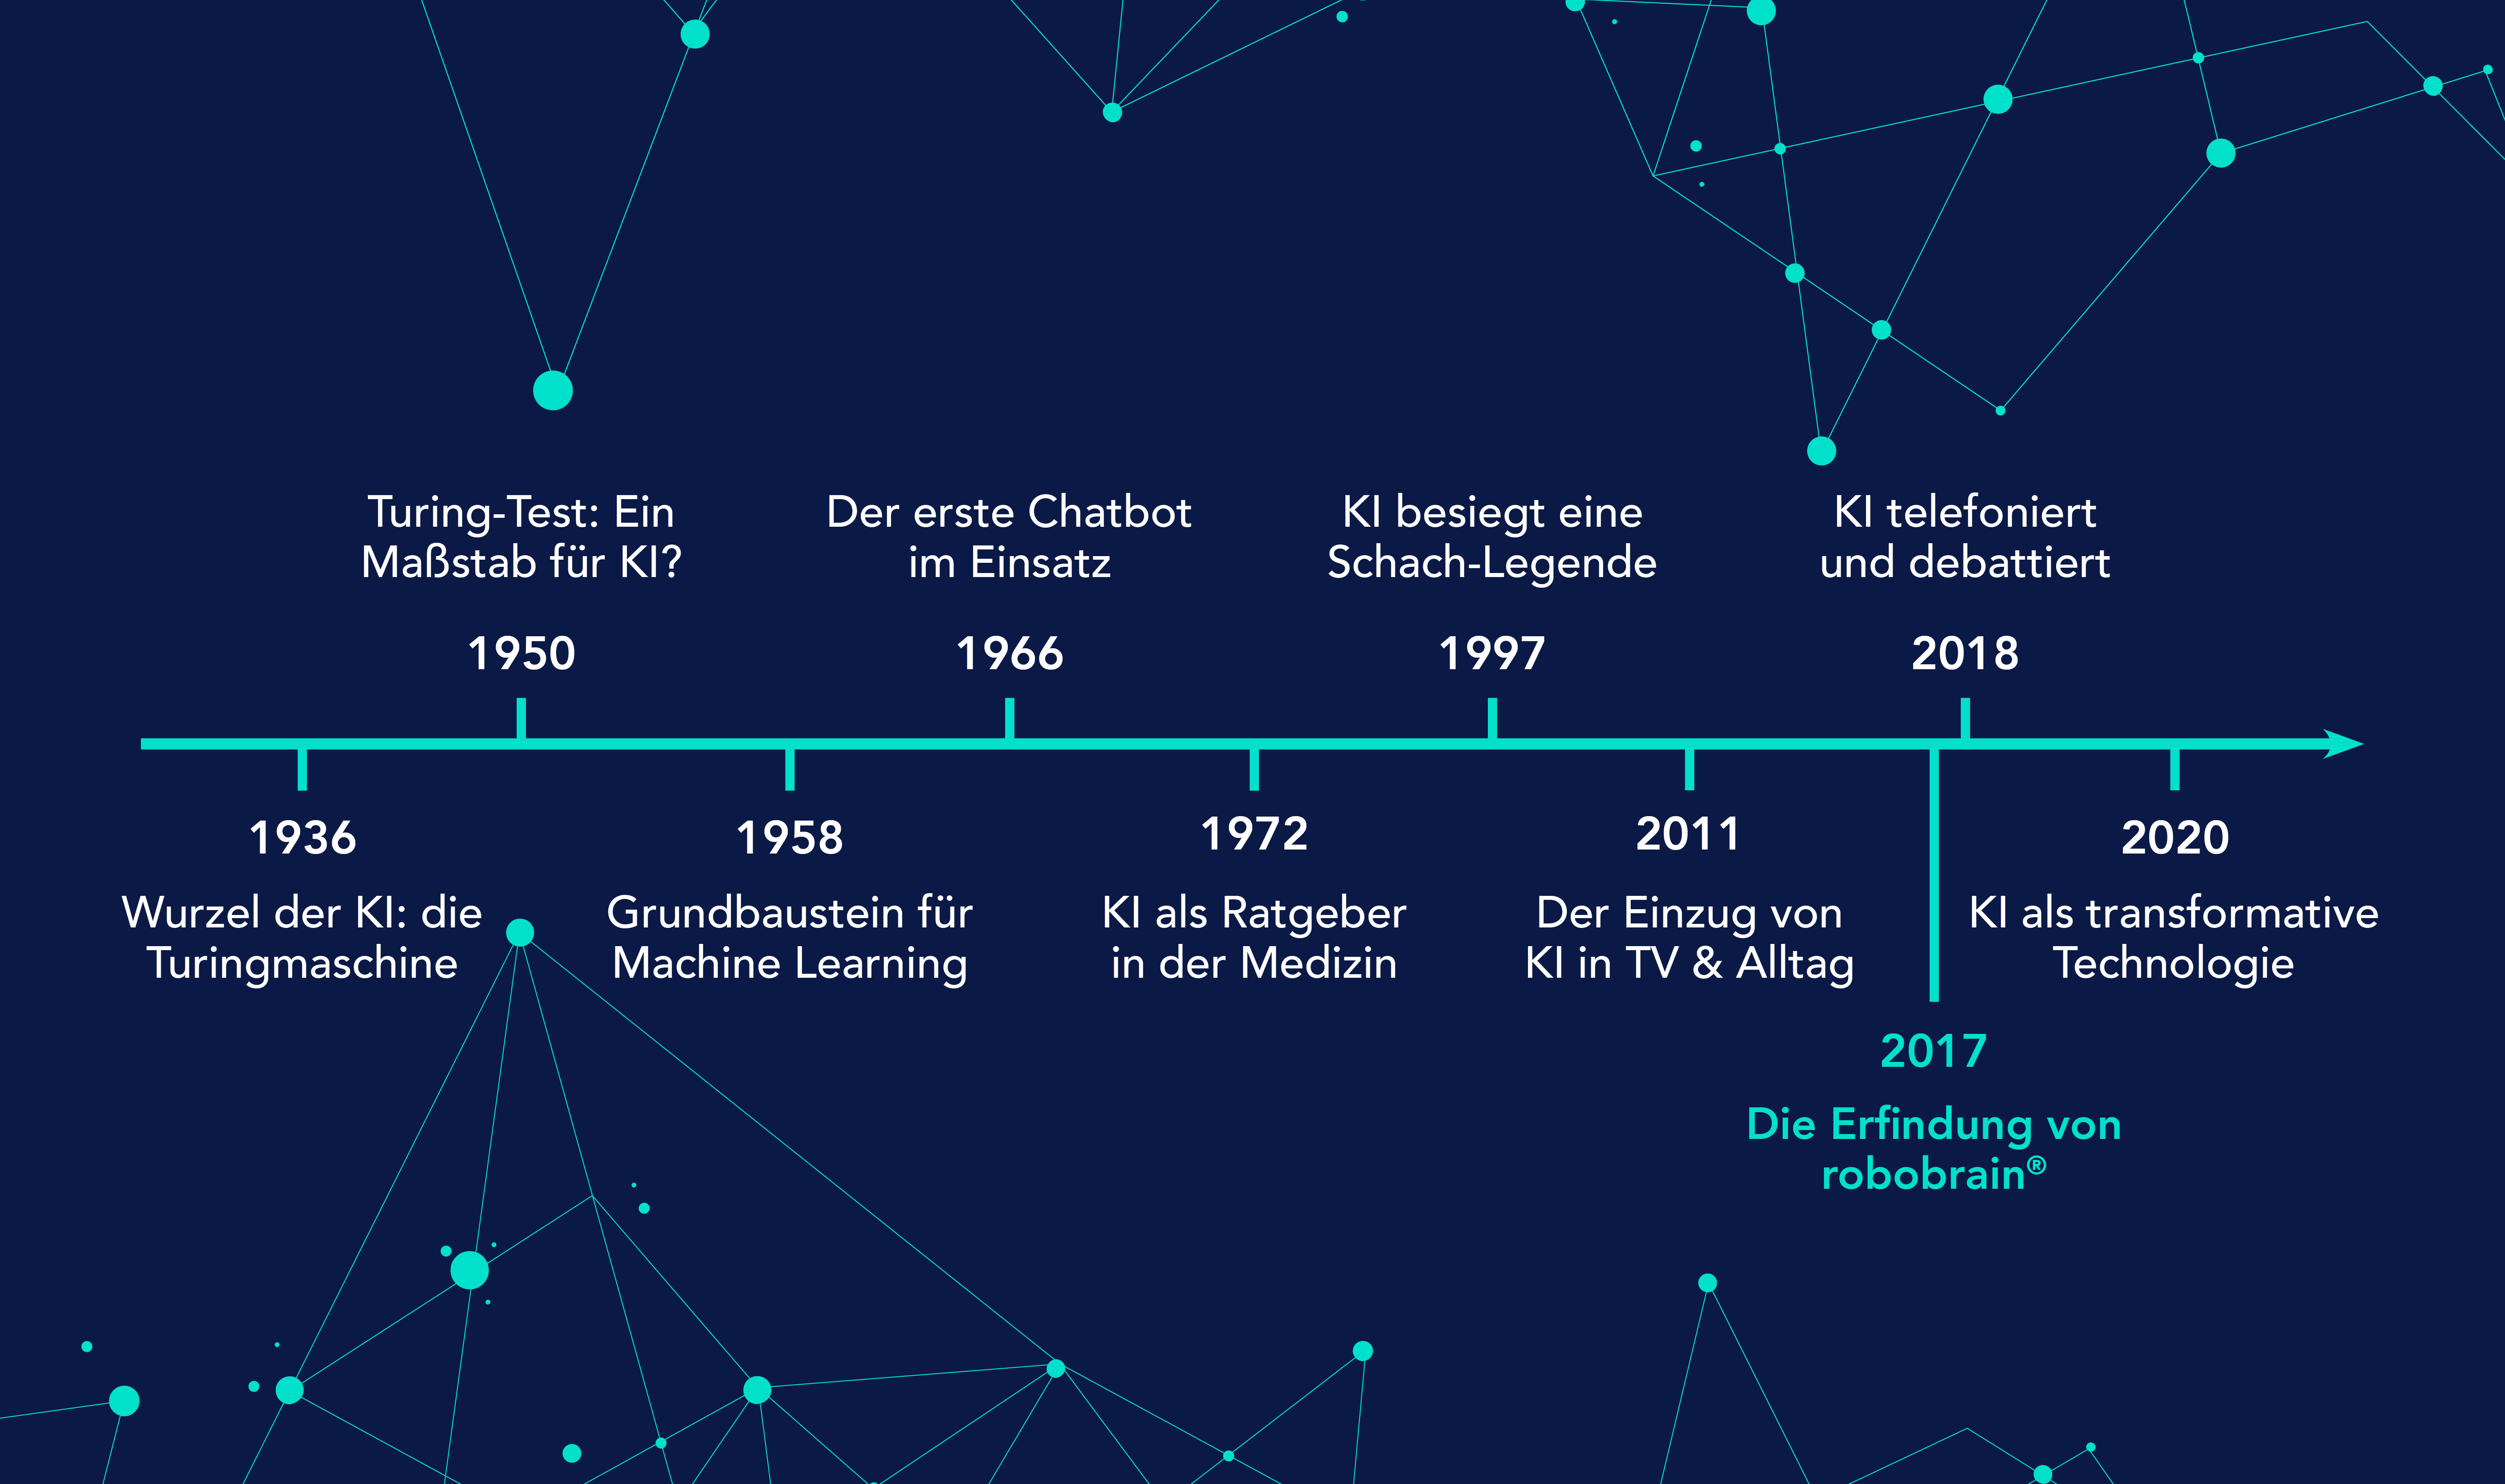 Turing-Test: Ein
Maßstab für KI?
1950
Der erste Chatbot
im Einsatz
1966
KI besiegt eine
Schach-Legende
1997
KI telefoniert
und debattiert
2018
1936
Wurzel der KI: die
Turingmaschine
1958
Grundbaustein für
Machine Learning
1972
KI als Ratgeber
in der Medizin
2011
Der Einzug von
KI in TV & Alltag
2020
KI als transformative
Technologie
2017
Die Erfindung von
robobrain®